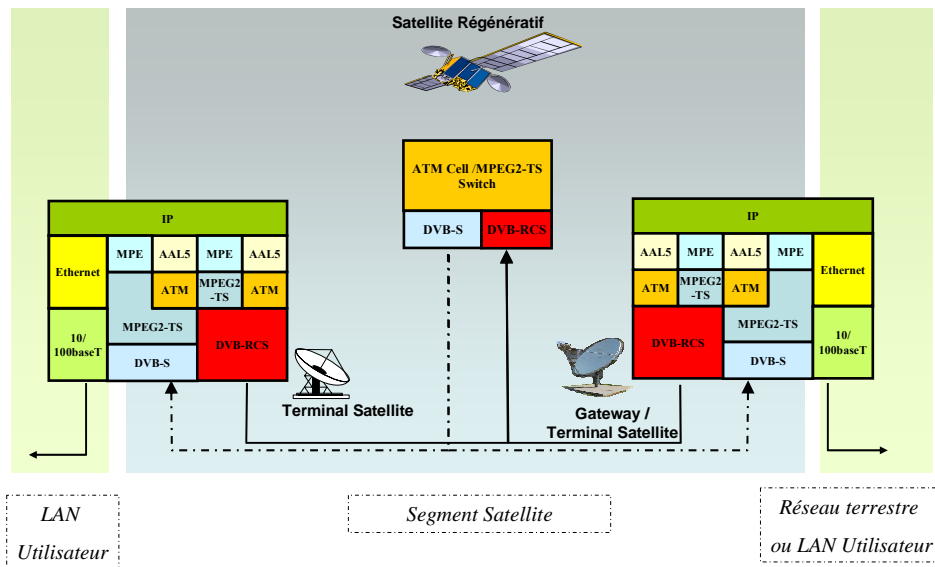 Satellite Régénératif
ATM Cell /MPEG2-TS
Switch
DVB-S
DVB-RCS
IP
Ethernet
MPE
AAL5
MPE
AAL5
ATM
MPEG2
-TS
ATM
10/
100baseT
MPEG2-TS
DVB-RCS
DVB-S
Terminal Satellite
IP
AAL5
MPE
AAL5
MPE
Ethernet
ATM
MPEG2
-TS
ATM
DVB-RCS
MPEG2-TS
10/
100baseT
DVB-S
Gateway /
Terminal Satellite
LAN
Utilisateur
Segment Satellite
Réseau terrestre
ou LAN Utilisateur